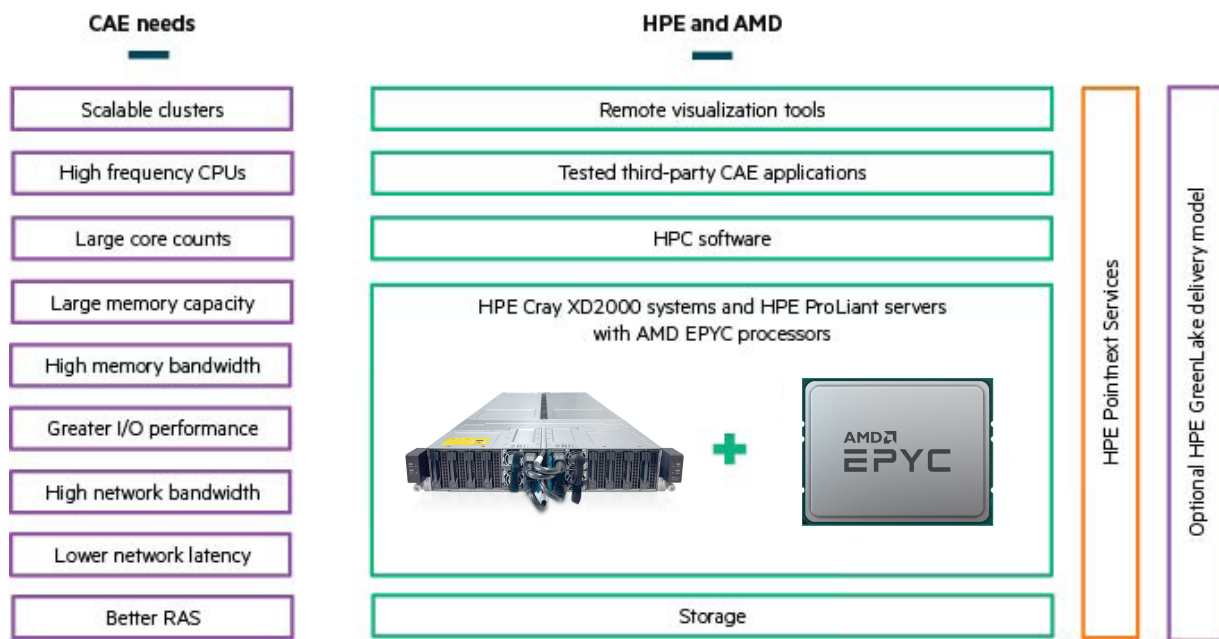 CAE needs
Scalable clusters
High frequency CPUs
Large core counts
Large memory capacity
High memory bandwidth
Greater I/O performance
High network bandwidth
Lower network latency
Better RAS
HPE and AMD
Remote visualization tools
Tested third-party CAE applications
HPC software
HPE Cray XD2000 systems and HPE ProLiant servers
with AMD EPYC processors
AMD
EPYC
Storage
HPE Pointnext Services
Optional HPE GreenLake delivery model